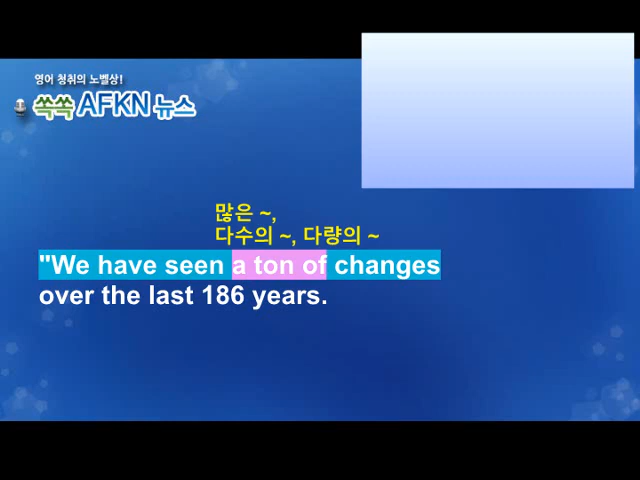 영어 청취의 노벨상!
쏙쏙 AFKN 뉴스
많은 ~,
다수의 ~, 다량의 ~
"We have seen a ton of changes
over the last 186 years.